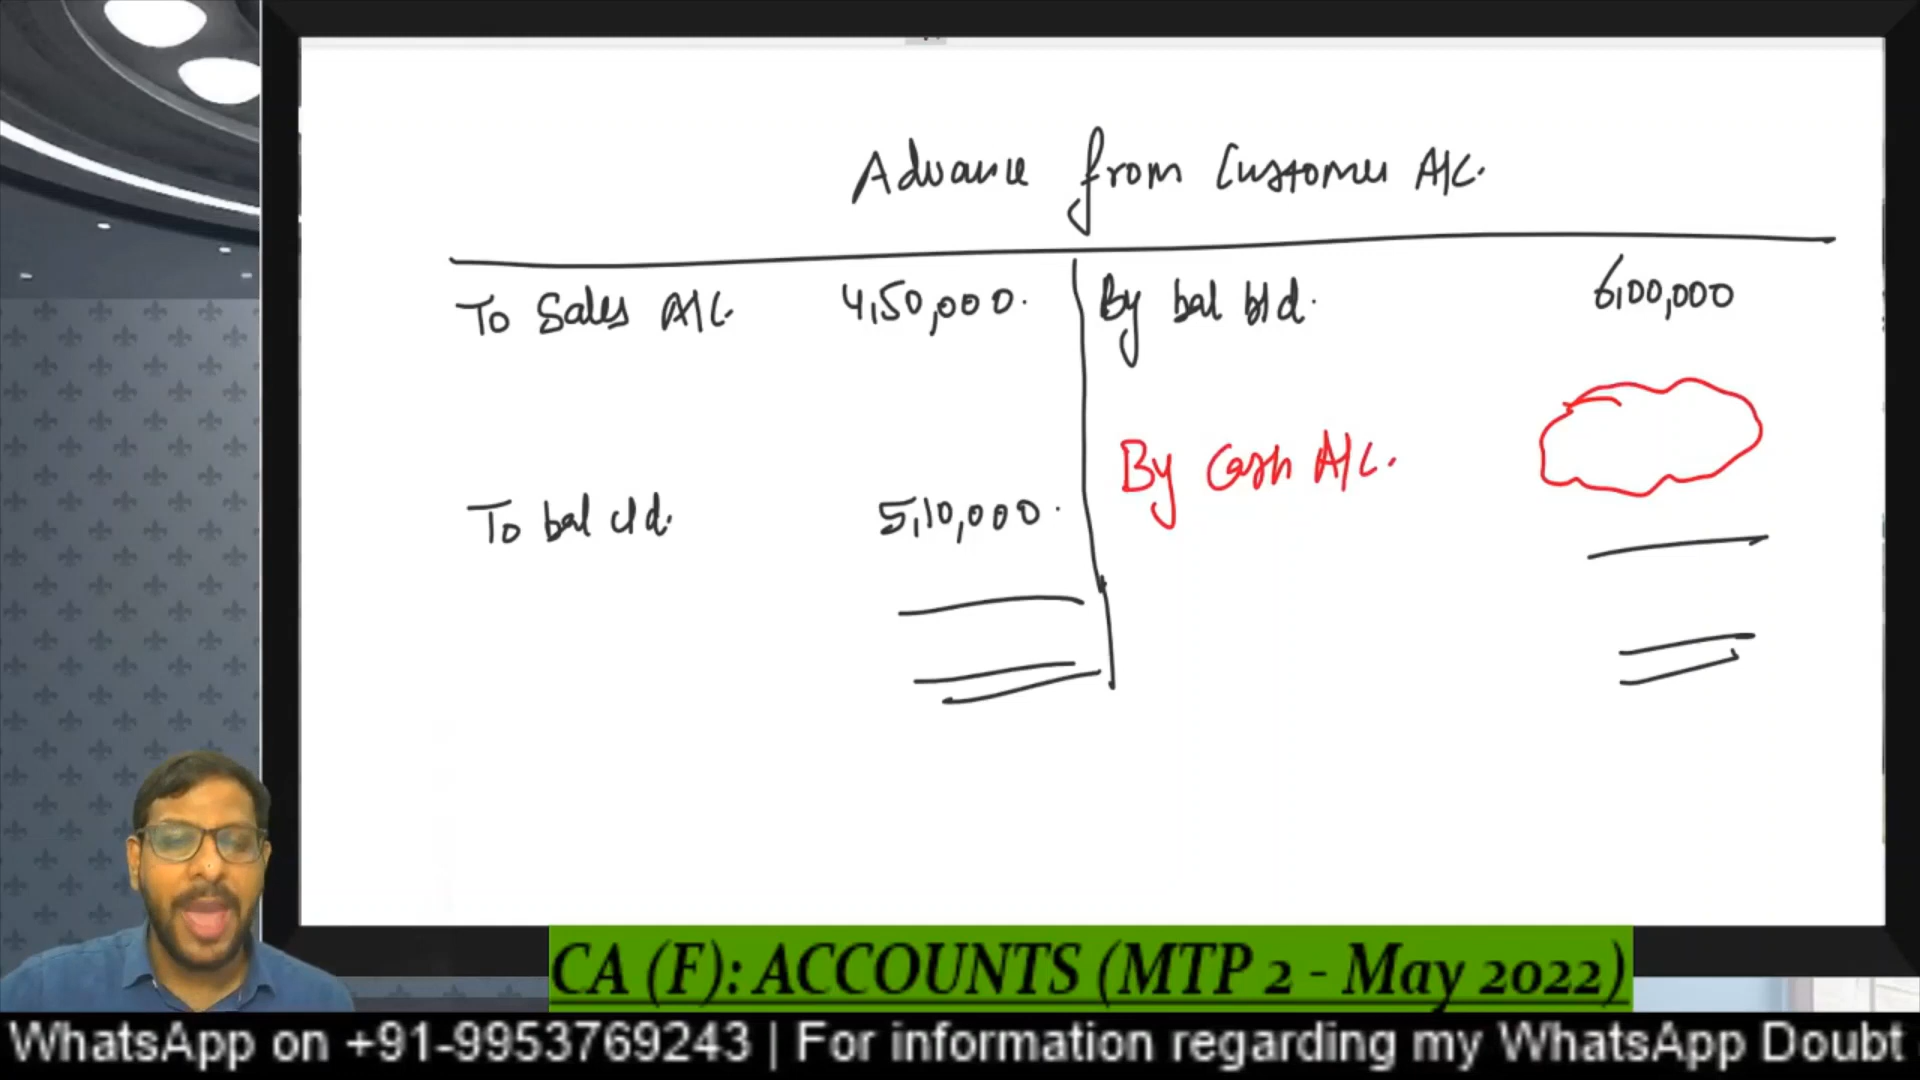 Advance from Customer A/C.
To Sales A/C. 4,50,000. By bal b/d. 6,00,000
By Cash A/C.
To bal c/d. 5,10,000.
CA (F): ACCOUNTS (MTP 2 - May 2022)
WhatsApp on +91-9953769243 | For information regarding my WhatsApp Doubt